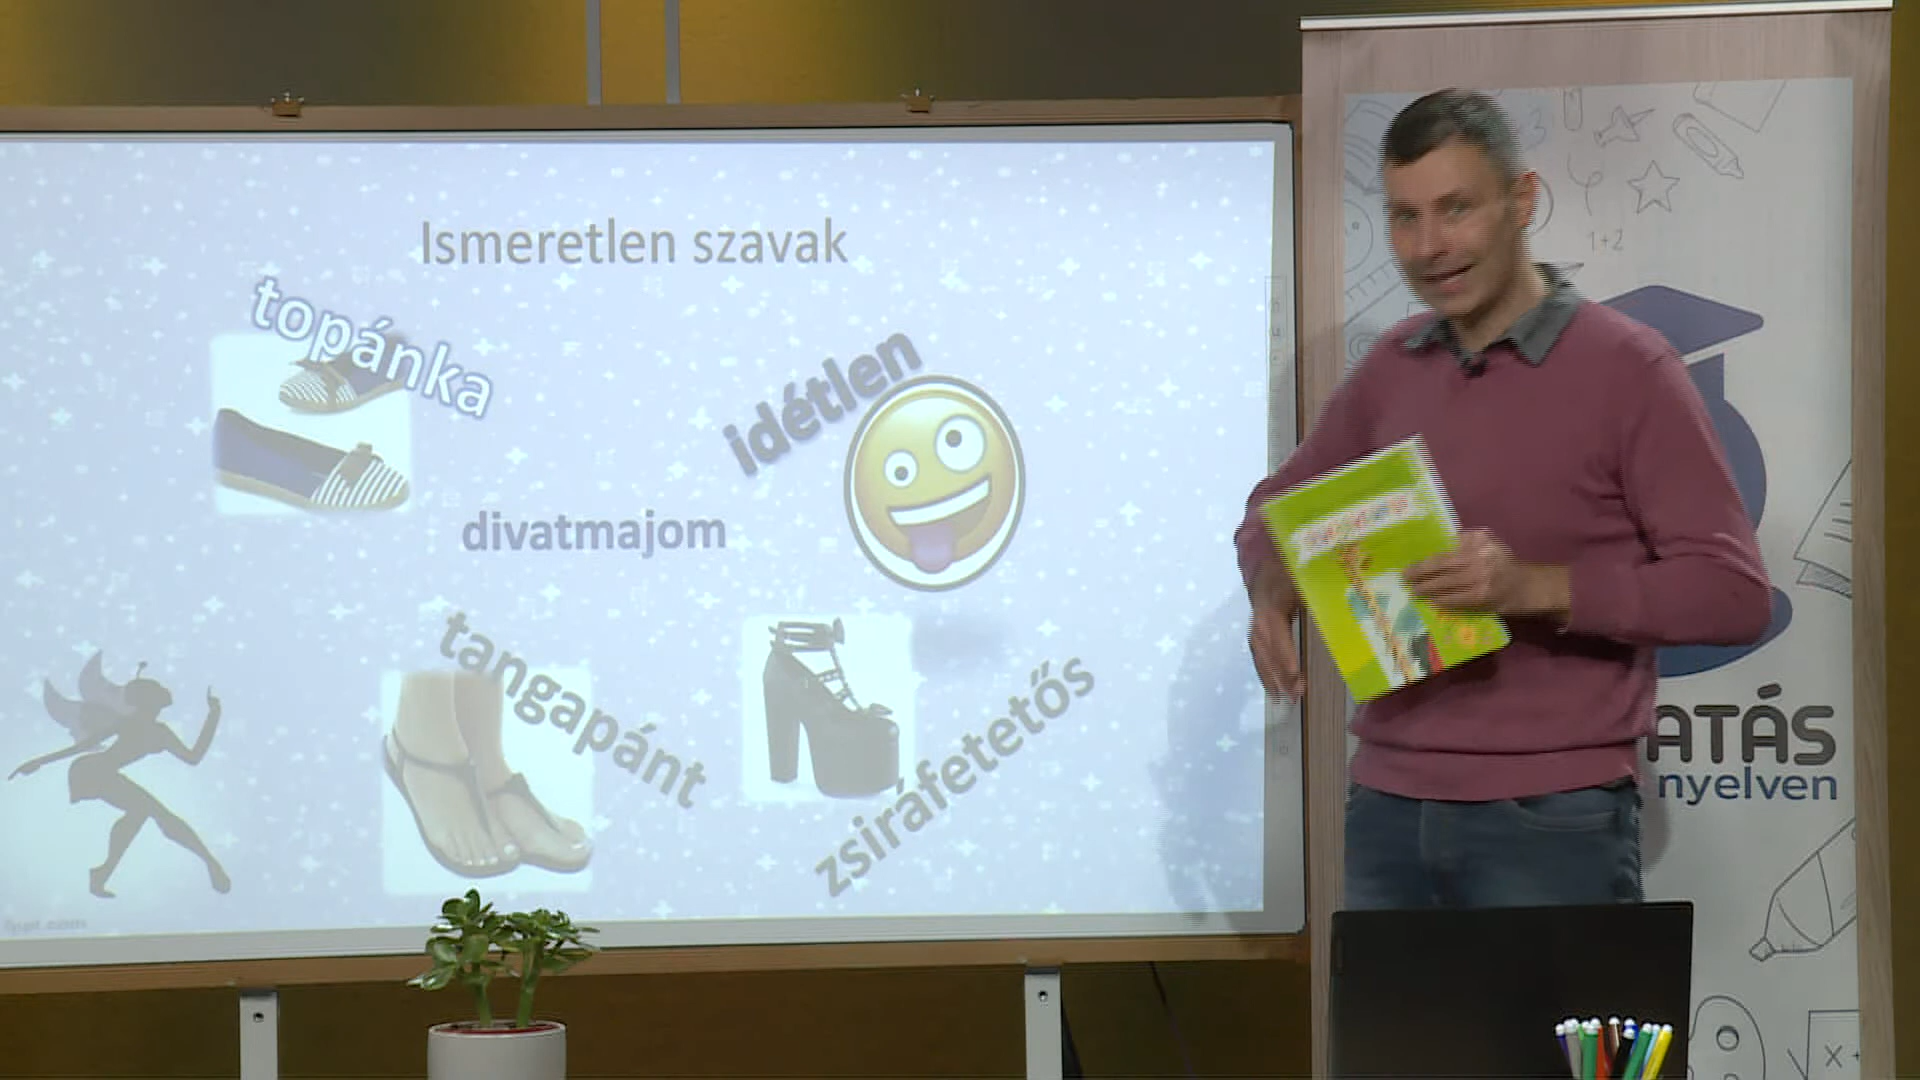 Ismeretlen szavak
topánka
idétlen
divatmajom
tangapánt
zsiráfetetős
1+2
ATÁS
nyelven